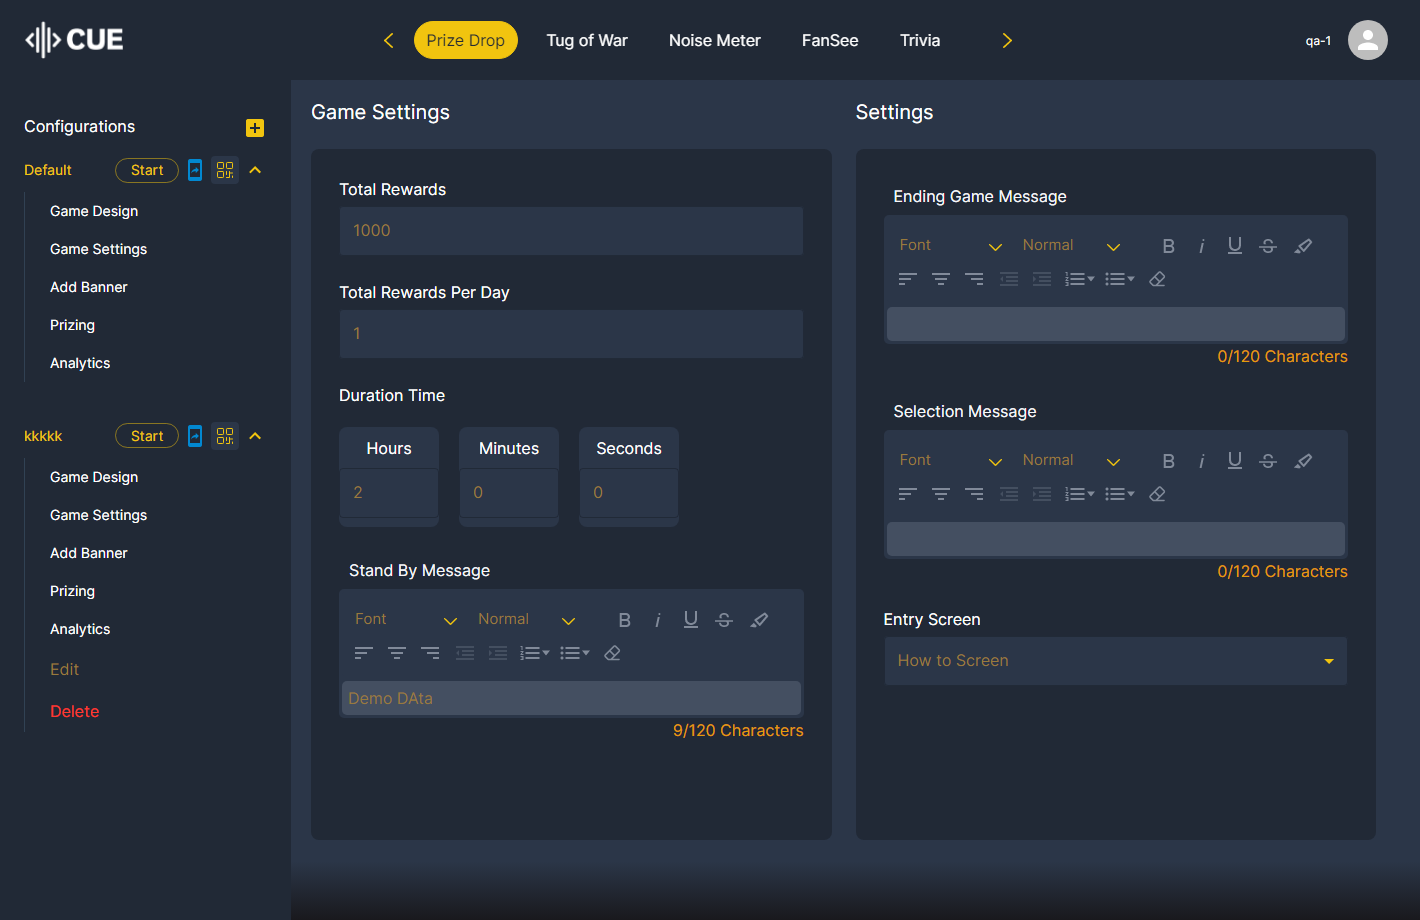 CUE
Prize Drop
Tug of War
Noise Meter
FanSee
Trivia
qa-1
Configurations
Default
Start
Game Design
Game Settings
Add Banner
Prizing
Analytics
kkkkk
Start
Game Design
Game Settings
Add Banner
Prizing
Analytics
Edit
Delete
Game Settings
Total Rewards
1000
Total Rewards Per Day
1
Duration Time
Hours
Minutes
Seconds
2
0
0
Stand By Message
Font
Normal
Demo DAta
9/120 Characters
Settings
Ending Game Message
Font
Normal
0/120 Characters
Selection Message
Font
Normal
0/120 Characters
Entry Screen
How to Screen